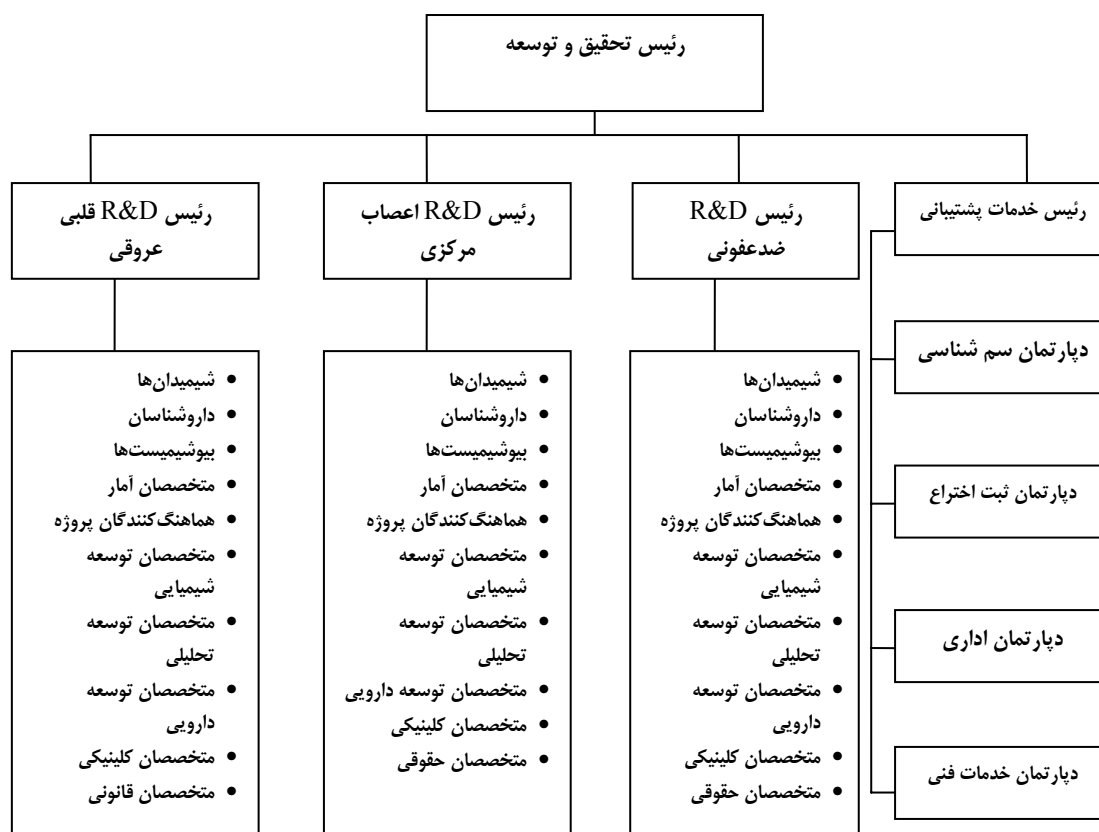 رئیس تحقیق و توسعه
رئیس خدمات پشتیبانی
دپارتمان سم شناسی
دپارتمان ثبت اختراع
دپارتمان اداری
دپارتمان خدمات فنی
رئیس R&D
ضدعفونی
• شیمیدان‌ها
• داروشناسان
• بیوشیمیست‌ها
• متخصصان آمار
• هماهنگ‌کنندگان پروژه
• متخصصان توسعه
شیمیایی
• متخصصان توسعه
تحلیلی
• متخصصان توسعه
دارویی
• متخصصان کلینیکی
• متخصصان حقوقی
رئیس R&D اعصاب
مرکزی
• شیمیدان‌ها
• داروشناسان
• بیوشیمیست‌ها
• متخصصان آمار
• هماهنگ‌کنندگان پروژه
• متخصصان توسعه
شیمیایی
• متخصصان توسعه
تحلیلی
• متخصصان توسعه دارویی
• متخصصان کلینیکی
• متخصصان حقوقی
رئیس R&D قلبی
عروقی
• شیمیدان‌ها
• داروشناسان
• بیوشیمیست‌ها
• متخصصان آمار
• هماهنگ‌کنندگان پروژه
• متخصصان توسعه
شیمیایی
• متخصصان توسعه
تحلیلی
• متخصصان توسعه
دارویی
• متخصصان کلینیکی
• متخصصان قانونی